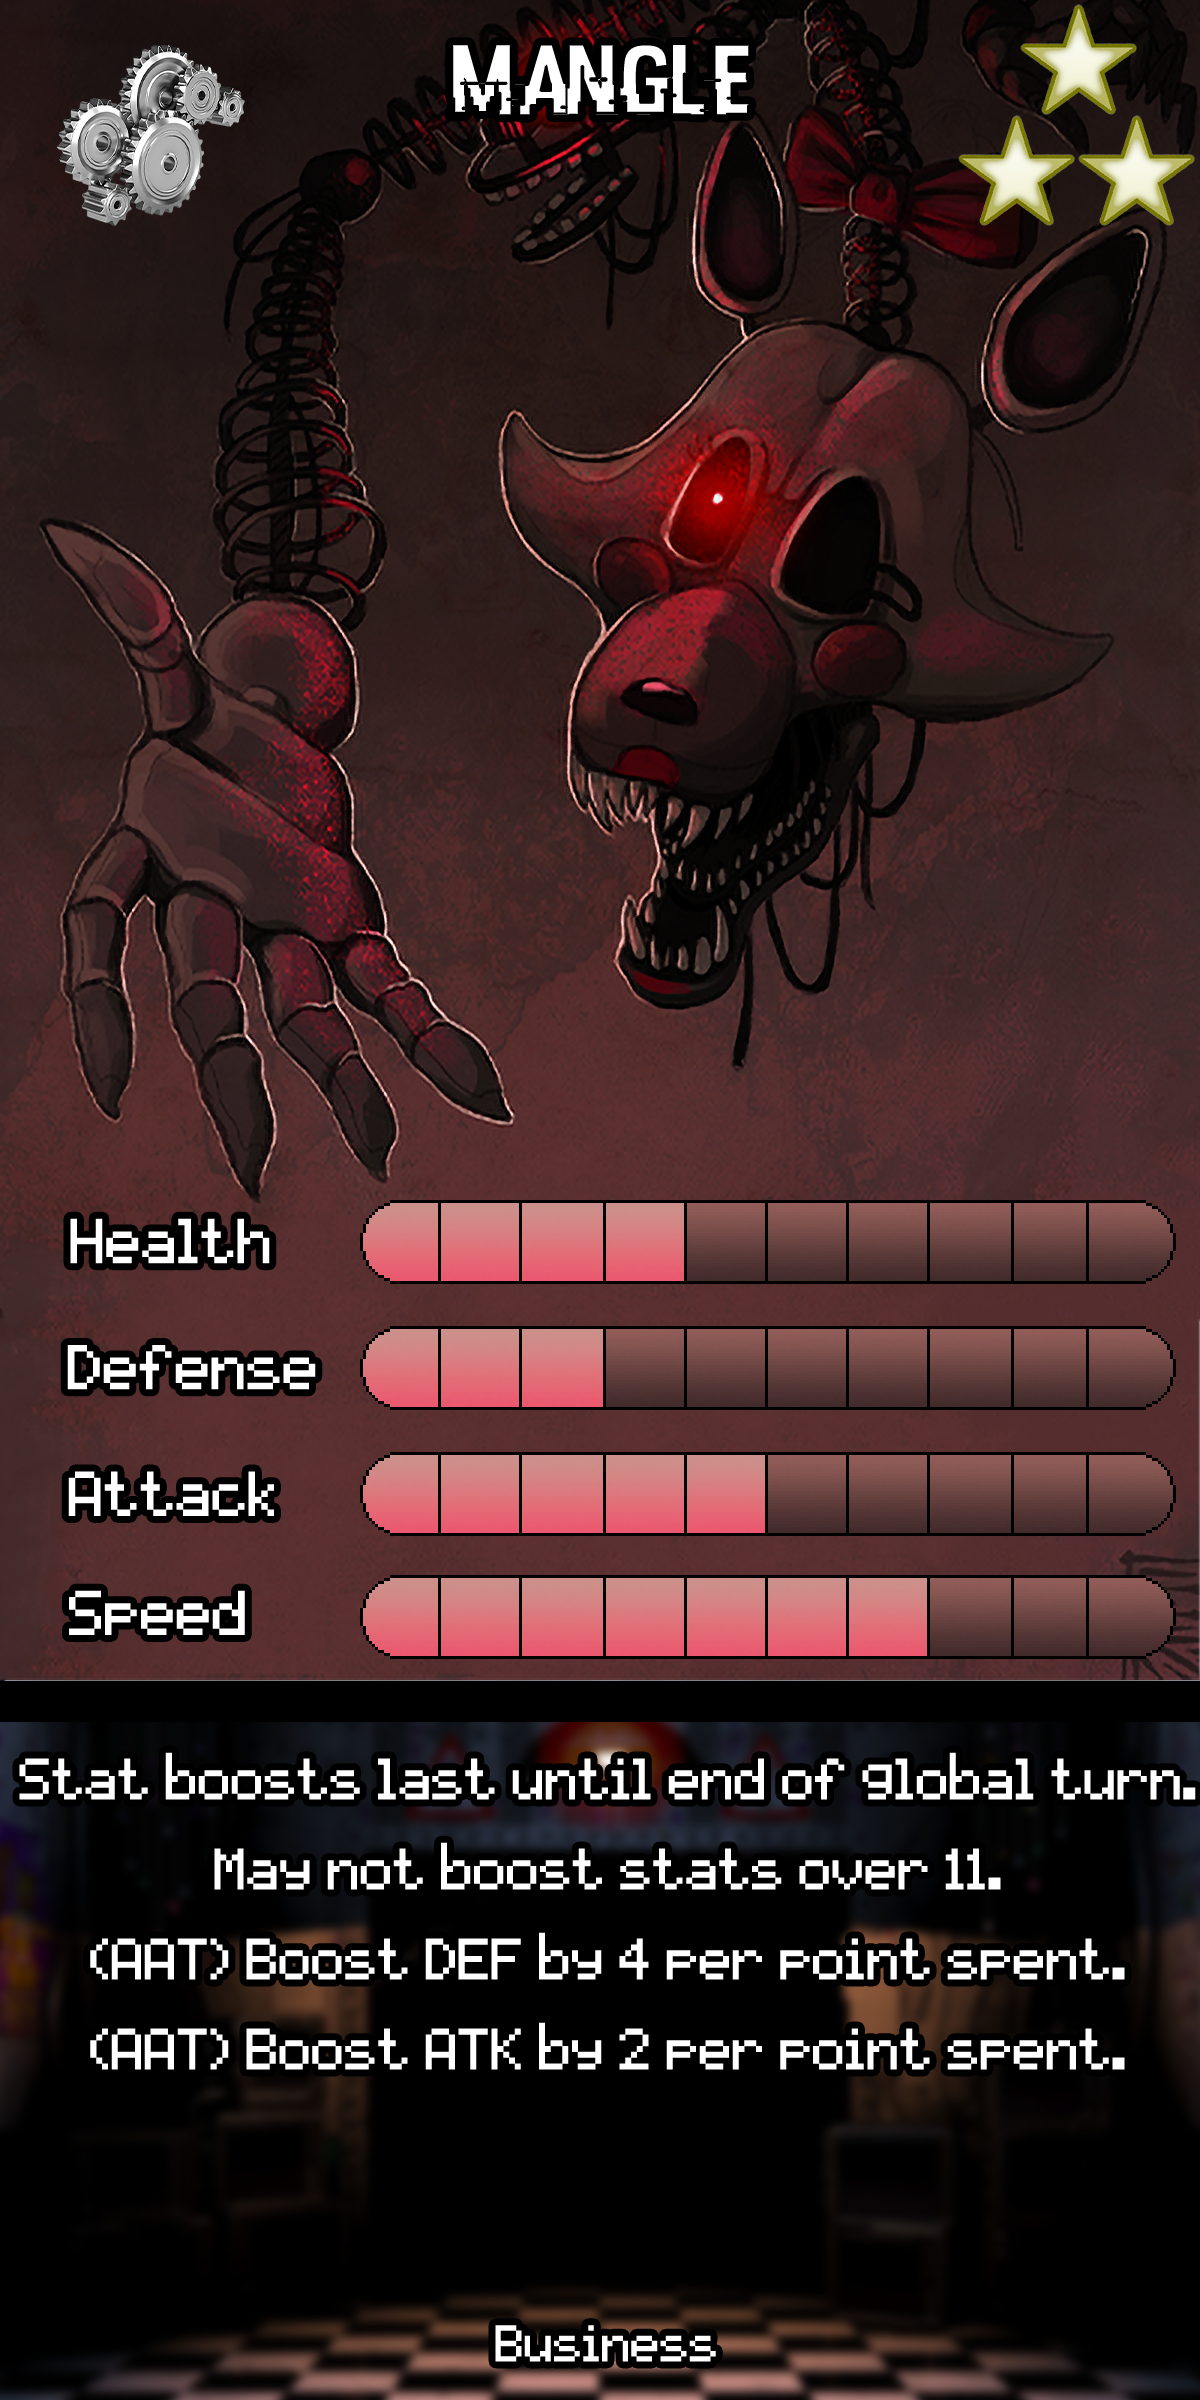 MANGLE
Health
Defense
Attack
Speed
Stat boosts last until end of global turn.
May not boost stats over 11.
(AAT) Boost DEF by 4 per point spent.
(AAT) Boost ATK by 2 per point spent.
Business